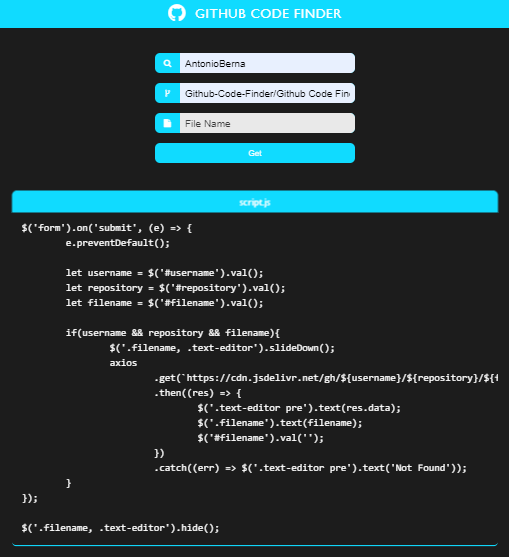 GITHUB CODE FINDER
AntonioBerna
Github-Code-Finder/Github Code Fin
File Name
Get
script.js
$('form').on('submit', (e) => {
e.preventDefault();
let username = $('#username').val();
let repository = $('#repository').val();
let filename = $('#filename').val();
if(username && repository && filename){
$('.filename, .text-editor').slideDown();
axios
.get(`https://cdn.jsdelivr.net/gh/${username}/${repository}/${
.then((res) => {
$('.text-editor pre').text(res.data);
$('.filename').text(filename);
$('#filename').val('');
})
.catch((err) => $('.text-editor pre').text('Not Found'));
}
});
$('.filename, .text-editor').hide();